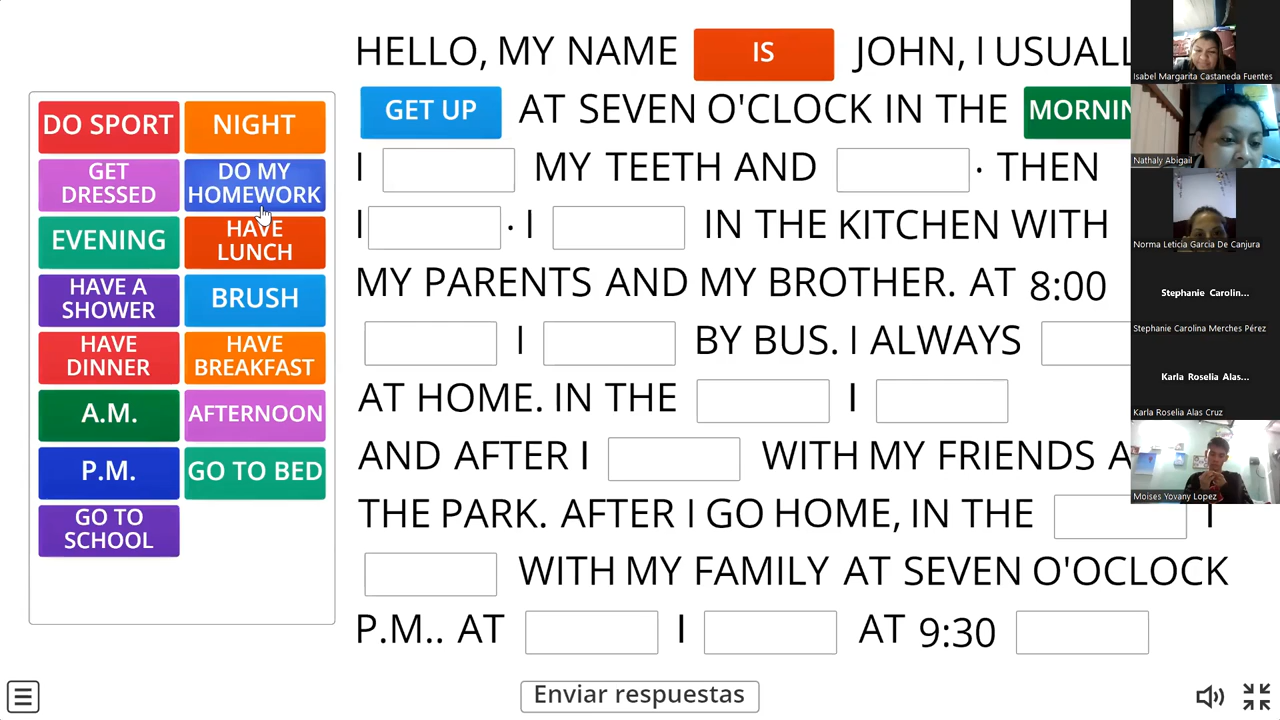 HELLO, MY NAME IS JOHN, I USUALL
GET UP AT SEVEN O'CLOCK IN THE MORNIN
I MY TEETH AND . THEN
I . I IN THE KITCHEN WITH
MY PARENTS AND MY BROTHER. AT 8:00
I BY BUS. I ALWAYS
AT HOME. IN THE I
AND AFTER I WITH MY FRIENDS A
THE PARK. AFTER I GO HOME, IN THE I
WITH MY FAMILY AT SEVEN O'OCLOCK
P.M.. AT I AT 9:30
DO SPORT
NIGHT
GET
DRESSED
DO MY
HOMEWORK
EVENING
HAVE
LUNCH
HAVE A
SHOWER
BRUSH
HAVE
DINNER
HAVE
BREAKFAST
A.M.
AFTERNOON
P.M.
GO TO BED
GO TO
SCHOOL
Enviar respuestas
Isabel Margarita Castaneda Fuentes
Nathaly Abigail
Norma Leticia Garcia De Canjura
Stephanie Carolin...
Stephanie Carolina Merches Pérez
Karla Roselia Alas...
Karla Roselia Alas Cruz
Moises Yovany Lopez